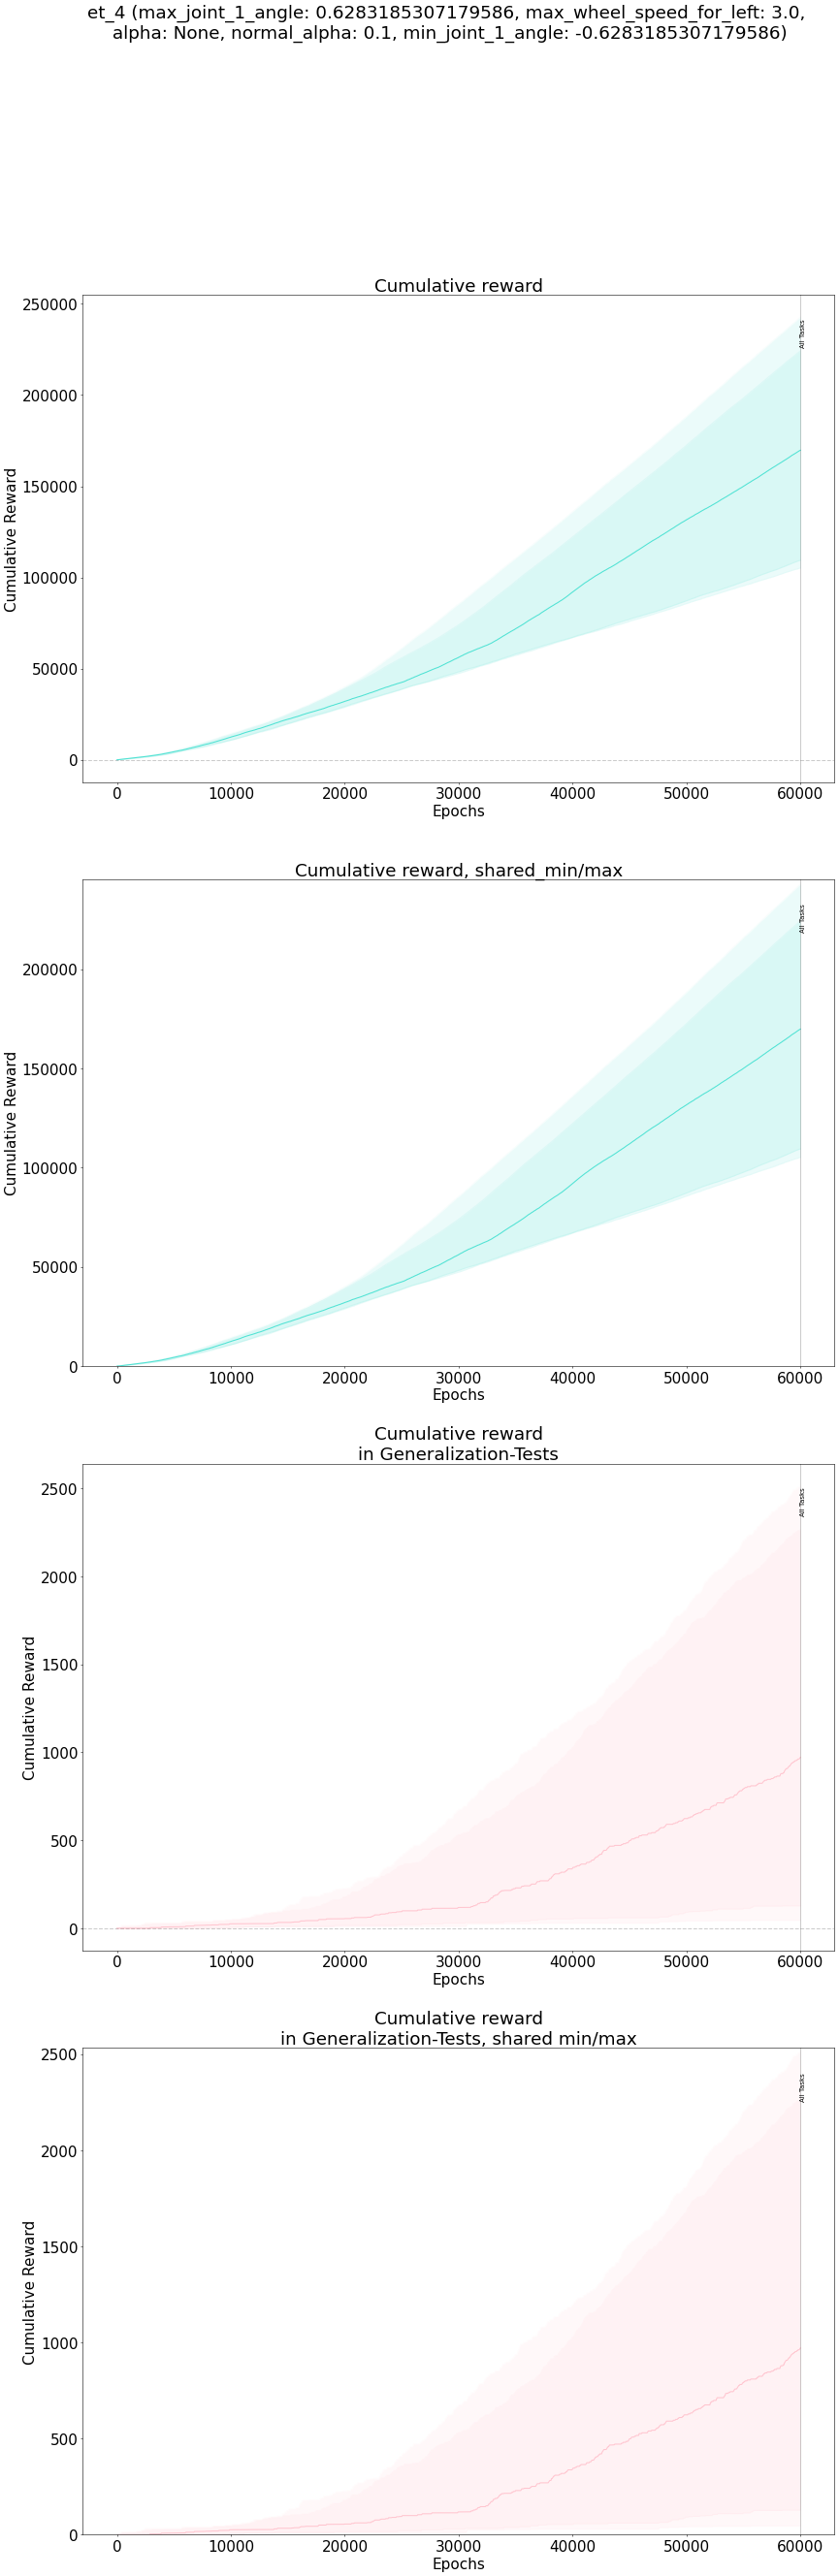 et_4 (max_joint_1_angle: 0.6283185307179586, max_wheel_speed_for_left: 3.0,
alpha: None, normal_alpha: 0.1, min_joint_1_angle: -0.6283185307179586)
Cumulative reward
250000
200000
150000
100000
50000
0
Cumulative Reward
All Tasks
0 10000 20000 30000 40000 50000 60000
Epochs
Cumulative reward, shared_min/max
200000
150000
100000
50000
0
Cumulative Reward
All Tasks
0 10000 20000 30000 40000 50000 60000
Epochs
Cumulative reward
in Generalization-Tests
2500
2000
1500
1000
500
0
Cumulative Reward
All Tasks
0 10000 20000 30000 40000 50000 60000
Epochs
Cumulative reward
in Generalization-Tests, shared min/max
2500
2000
1500
1000
500
0
Cumulative Reward
All Tasks
0 10000 20000 30000 40000 50000 60000
Epochs